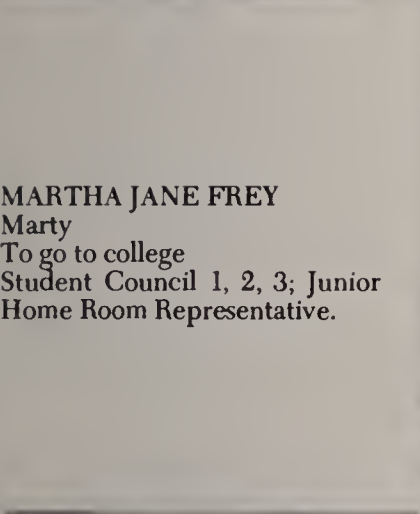 MARTHA JANE FREY
Marty
To go to college
Student Council 1, 2, 3; Junior
Home Room Representative.